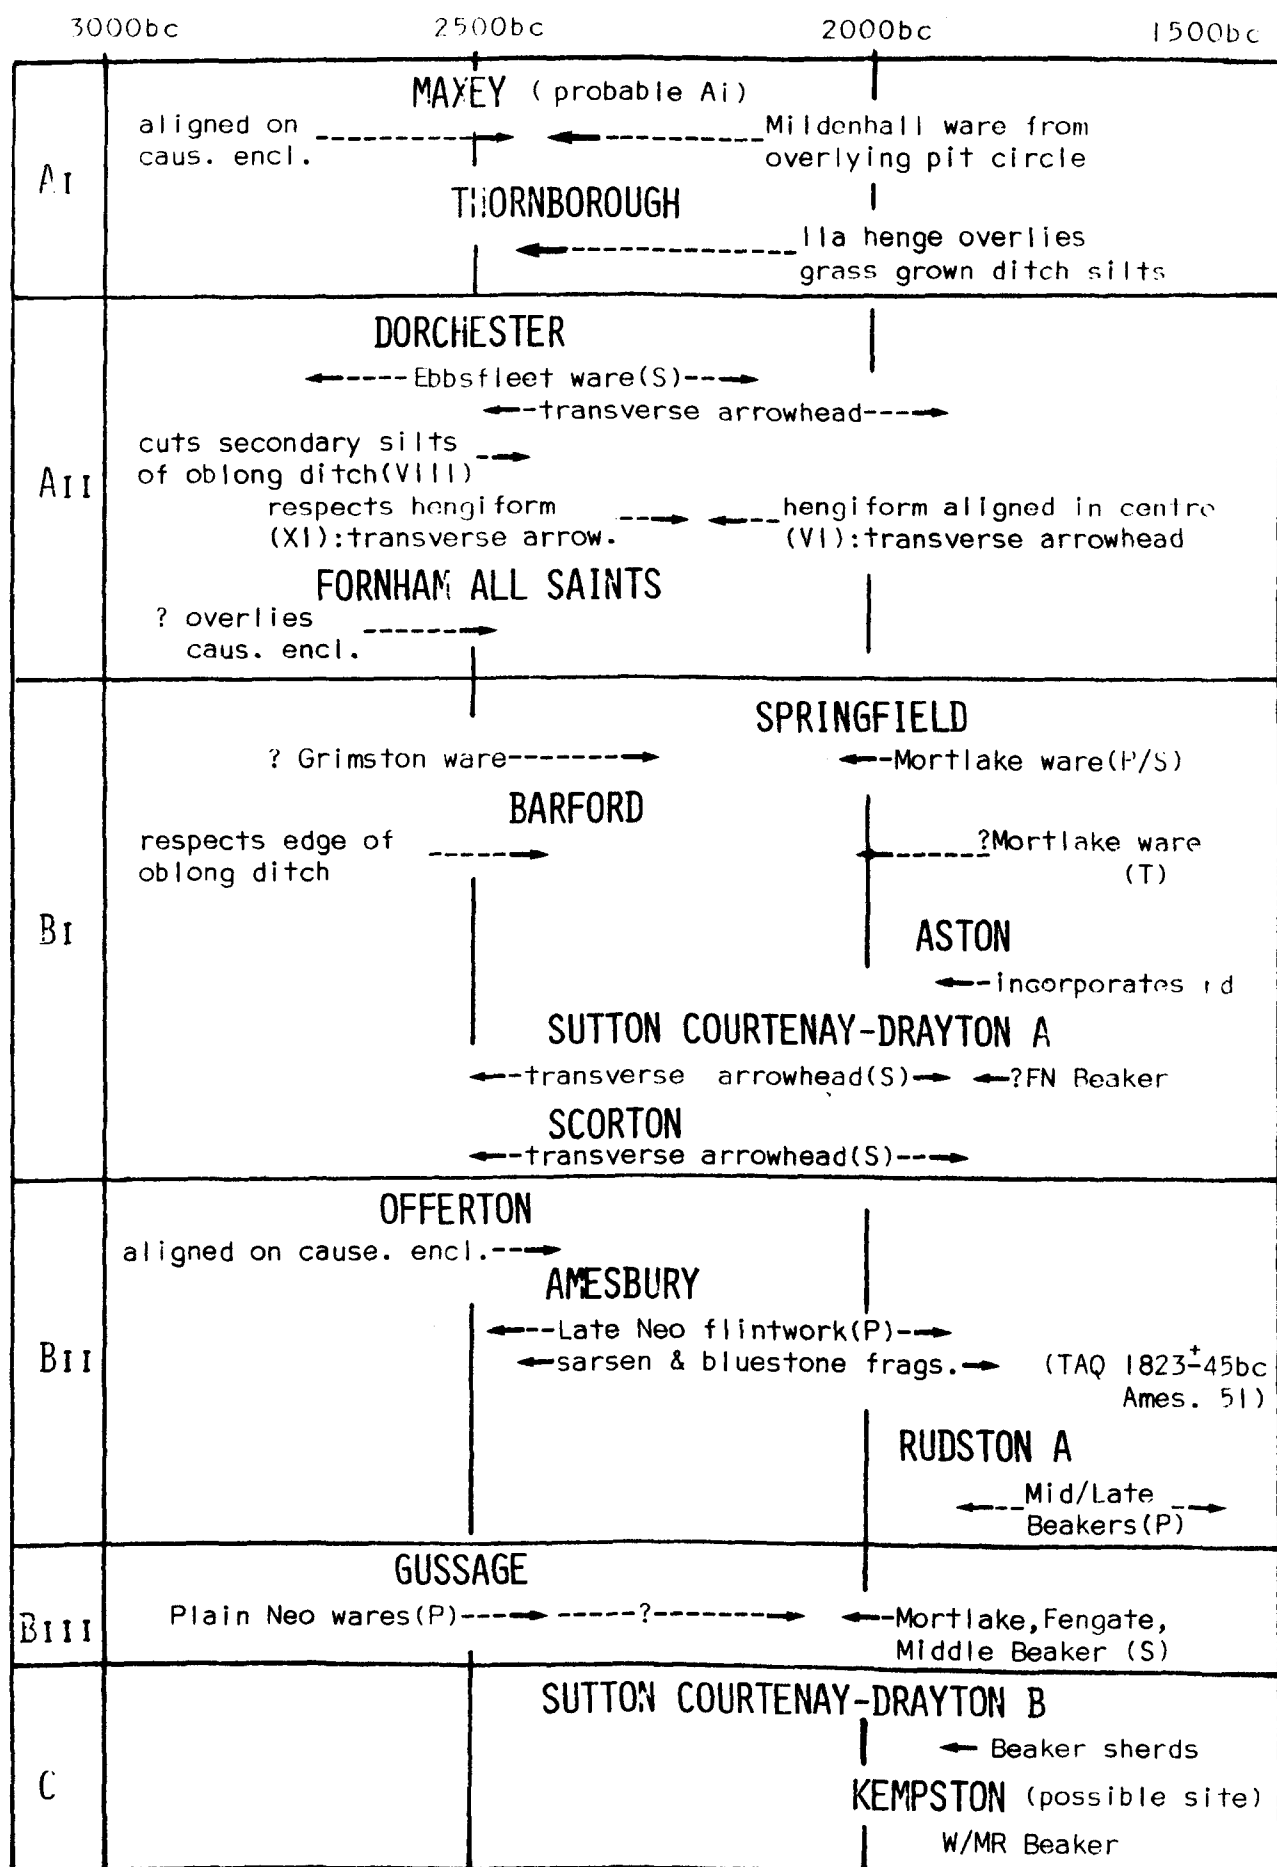 3000bc 2500bc 2000bc 1500bc
AI
MAXEY (probable Ai)
aligned on
caus. encl.
Mildenhall ware from
overlying pit circle
THORNBOROUGH
IIa henge overlies
grass grown ditch silts
AII
DORCHESTER
Ebbsfleet ware(S)
transverse arrowhead
cuts secondary silts
of oblong ditch(VIII)
respects hengiform
(XI):transverse arrow.
hengiform aligned in centre
(VI):transverse arrowhead
FORNHAM ALL SAINTS
? overlies
caus. encl.
BI
SPRINGFIELD
? Grimston ware
Mortlake ware(P/S)
BARFORD
respects edge of
oblong ditch
?Mortlake ware
(T)
ASTON
incorporates rd
SUTTON COURTENAY-DRAYTON A
transverse arrowhead(S)
?FN Beaker
SCORTON
transverse arrowhead(S)
BII
OFFERTON
aligned on cause. encl.
AMESBURY
Late Neo flintwork(P)
sarsen & bluestone frags.
(TAQ 1823±45bc
Ames. 51)
RUDSTON A
Mid/Late
Beakers(P)
BIII
GUSSAGE
Plain Neo wares(P) ?
Mortlake,Fengate,
Middle Beaker (S)
C
SUTTON COURTENAY-DRAYTON B
Beaker sherds
KEMPSTON (possible site)
W/MR Beaker